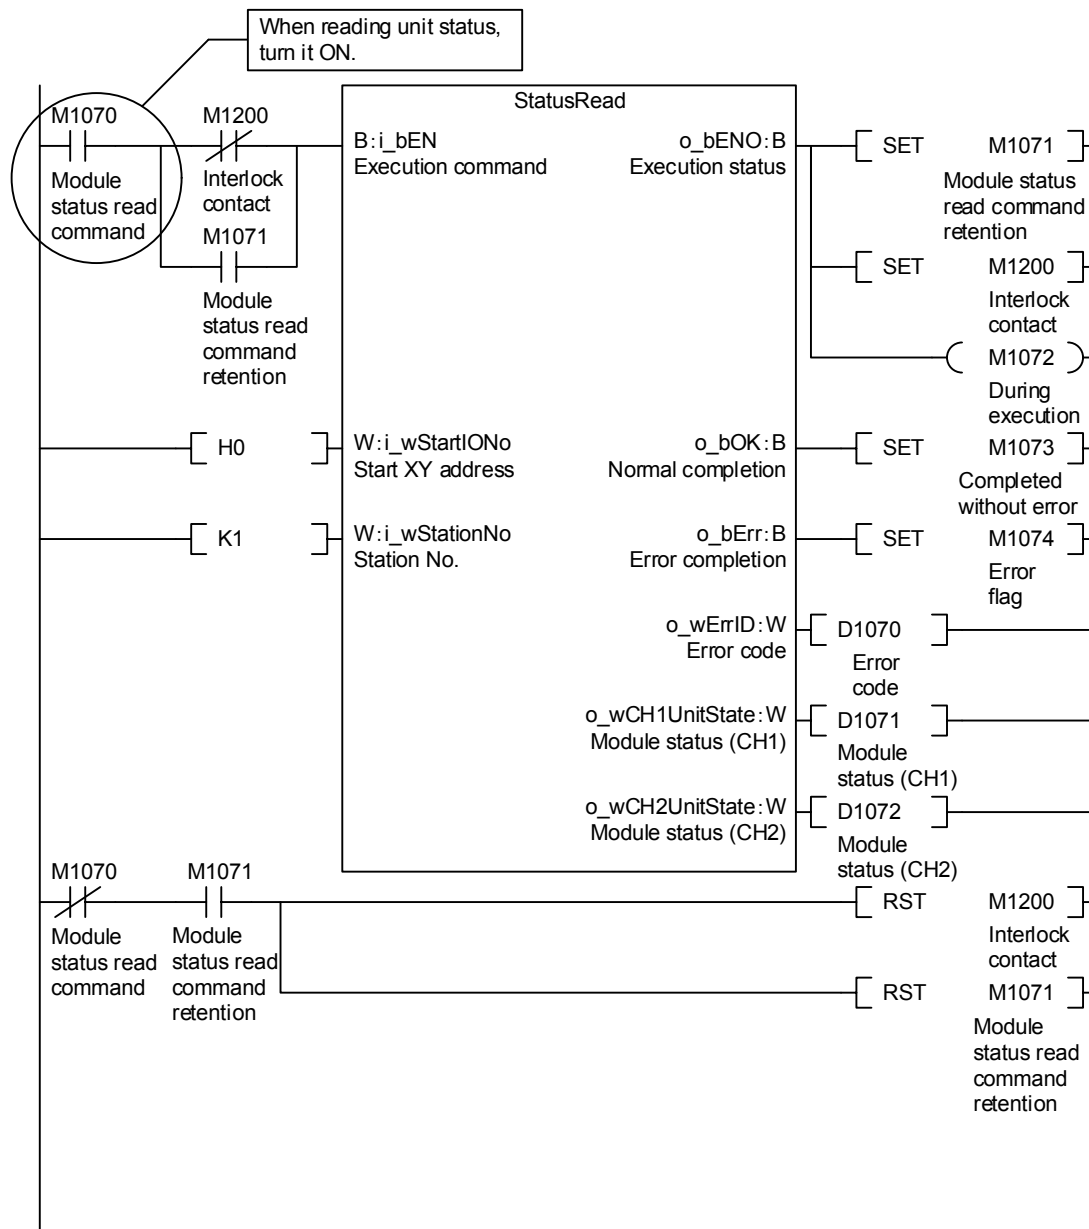 When reading unit status,
turn it ON.
StatusRead
M1070
M1200
B:i_bEN
Execution command
o_bENO:B
Execution status
SET M1071
Module
status read
command
Interlock
contact
Module status
read command
retention
M1071
SET M1200
Module
status read
command
retention
Interlock
contact
M1072
During
execution
H0
W:i_wStartIONo
Start XY address
o_bOK:B
Normal completion
SET M1073
Completed
without error
K1
W:i_wStationNo
Station No.
o_bErr:B
Error completion
SET M1074
Error
flag
o_wErrID:W
Error code
D1070
Error
code
o_wCH1UnitState:W
Module status (CH1)
D1071
Module
status (CH1)
o_wCH2UnitState:W
Module status (CH2)
D1072
Module
status (CH2)
M1070
M1071
RST M1200
Module
status read
command
Module
status read
command
retention
Interlock
contact
RST M1071
Module
status read
command
retention